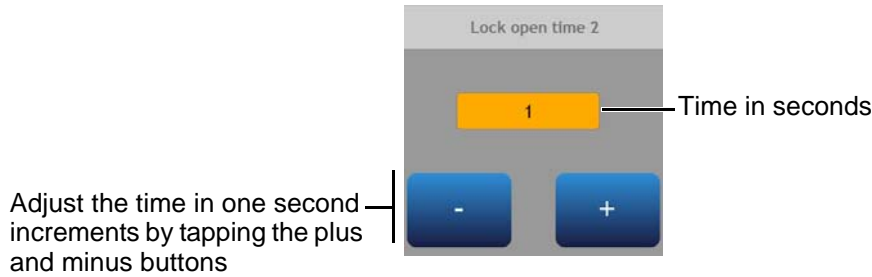 Lock open time 2
1
Time in seconds
Adjust the time in one second
increments by tapping the plus
and minus buttons
-
+